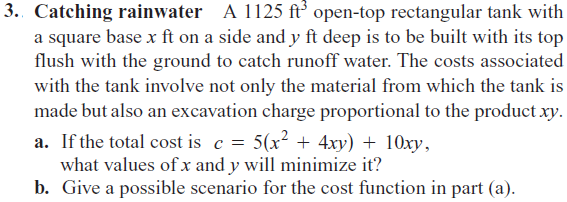 3. Catching rainwater A 1125 ft³ open-top rectangular tank with
a square base x ft on a side and y ft deep is to be built with its top
flush with the ground to catch runoff water. The costs associated
with the tank involve not only the material from which the tank is
made but also an excavation charge proportional to the product xy.
a. If the total cost is c = 5(x² + 4xy) + 10xy,
what values of x and y will minimize it?
b. Give a possible scenario for the cost function in part (a).